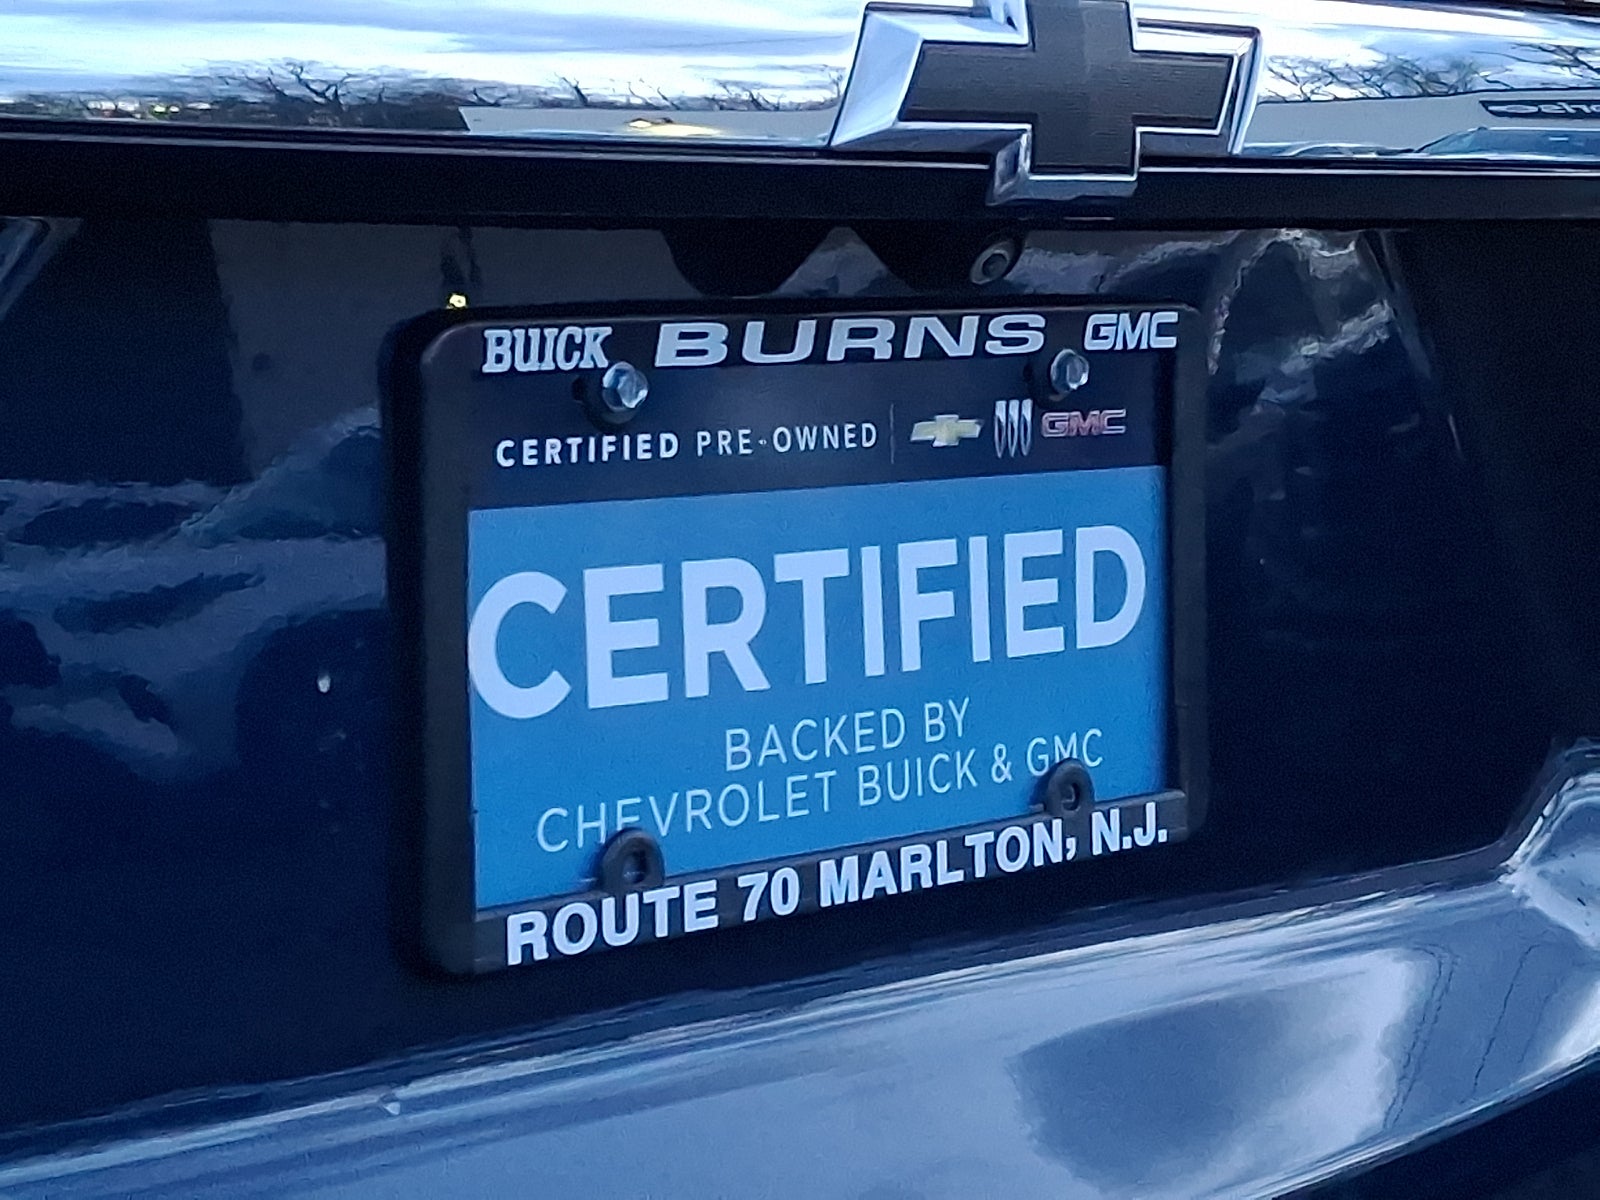 BUICK BURNS GMC
CERTIFIED PRE-OWNED GMC
CERTIFIED
BACKED BY
CHEVROLET BUICK & GMC
ROUTE 70 MARLTON, N.J.